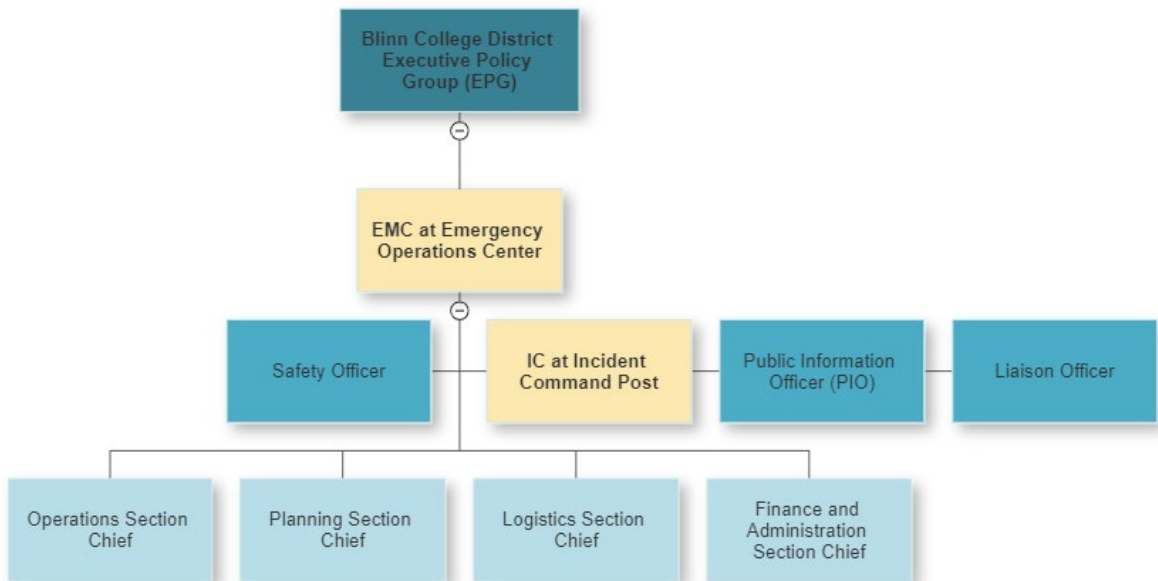 Blinn College District
Executive Policy
Group (EPG)
EMC at Emergency
Operations Center
Safety Officer
IC at Incident
Command Post
Public Information
Officer (PIO)
Liaison Officer
Operations Section
Chief
Planning Section
Chief
Logistics Section
Chief
Finance and
Administration
Section Chief